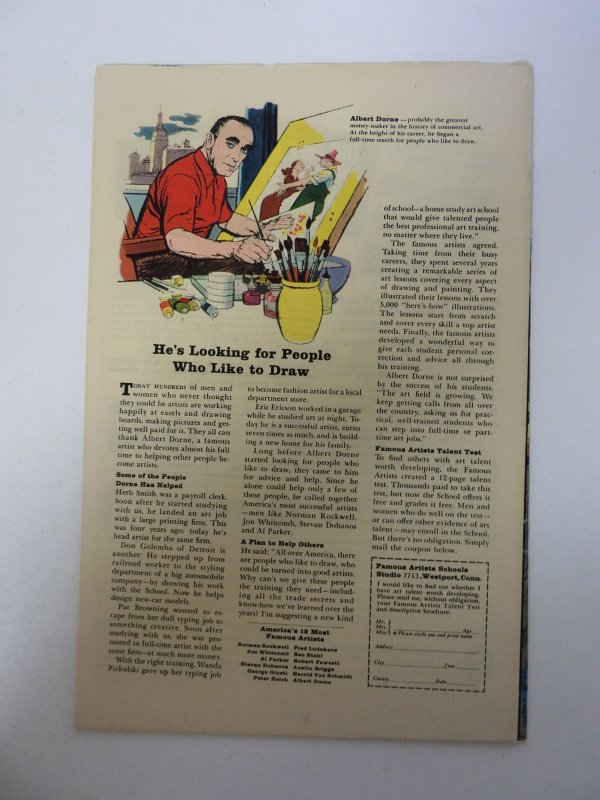 Albert Dorne — probably the greatest
money-maker in the history of commercial art.
At the height of his career, he began a
full-time search for people who like to draw.
He's Looking for People
Who Like to Draw
TODAY HUNDREDS of men and
women who never thought
they could be artists are working
happily at easels and drawing
boards, making pictures and get-
ting well paid for it. They all can
thank Albert Dorne, a famous
artist who devotes almost his full
time to helping other people be-
come artists.
Some of the People
Dorne Has Helped
Herb Smith was a payroll clerk.
Soon after he started studying
with us, he landed an art job
with a large printing firm. This
was four years ago; today he's
head artist for the same firm.
Don Golemba of Detroit is
another. He stepped up from
railroad worker to the styling
department of a big automobile
company—by showing his work
with the School. Now he helps
design new-car models.
Pat Browning wanted to es-
cape from her dull typing job to
something creative. Soon after
studying with us, she was pro-
moted to full-time artist with the
same firm—at much more money.
With the right training, Wanda
Pickulski gave up her typing job
to become fashion artist for a local
department store.
Eric Ericson worked in a garage
while he studied art at night. To-
day he is a successful artist, earns
seven times as much, and is build-
ing a new home for his family.
Long before Albert Dorne
started looking for people who
like to draw, they came to him
for advice and help. Since he
alone could help only a few of
these people, he called together
America's most successful artists
—men like Norman Rockwell,
Jon Whitcomb, Stevan Dohanos
and Al Parker.
A Plan to Help Others
He said: "All over America, there
are people who like to draw, who
could be turned into good artists.
Why can't we give these people
the training they need—includ-
ing all the trade secrets and
know-how we've learned over the
years? I'm suggesting a new kind
America's 12 Most
Famous Artists
Norman Rockwell Fred Ludekens
Jon Whitcomb Ben Stahl
Al Parker Robert Fawcett
Stevan Dohanos Austin Briggs
George Giusti Harold Von Schmidt
Peter Helck Albert Dorne
of school—a home-study art school
that would give talented people
the best professional art training,
no matter where they live."
The famous artists agreed.
Taking time from their busy
careers, they spent several years
creating a remarkable series of
art lessons covering every aspect
of drawing and painting. They
illustrated their lessons with over
5,000 "here's-how" illustrations.
The lessons start from scratch
and cover every skill a top artist
needs. Finally, the famous artists
developed a wonderful way to
give each student personal cor-
rection and advice all through
his training.
Albert Dorne is not surprised
by the success of his students.
"The art field is growing. We
keep getting calls from all over
the country, asking us for prac-
tical, well-trained students who
can step into full-time or part-
time art jobs."
Famous Artists Talent Test
To find others with art talent
worth developing, the Famous
Artists created a 12-page talent
test. Thousands paid to take this
test, but now the School offers it
free and grades it free. Men and
women who do well on the test—
or can offer other evidence of art
talent—may enroll in the School.
But there's no obligation. Simply
mail the coupon below.
Famous Artists Schools
Studio 7713, Westport, Conn.
I would like to find out whether I
have art talent worth developing.
Please send me, without obligation,
your Famous Artists Talent Test
and descriptive brochure.
Mr.
Mrs. Age
Miss Please circle one and print name
Address
City Zone
County State